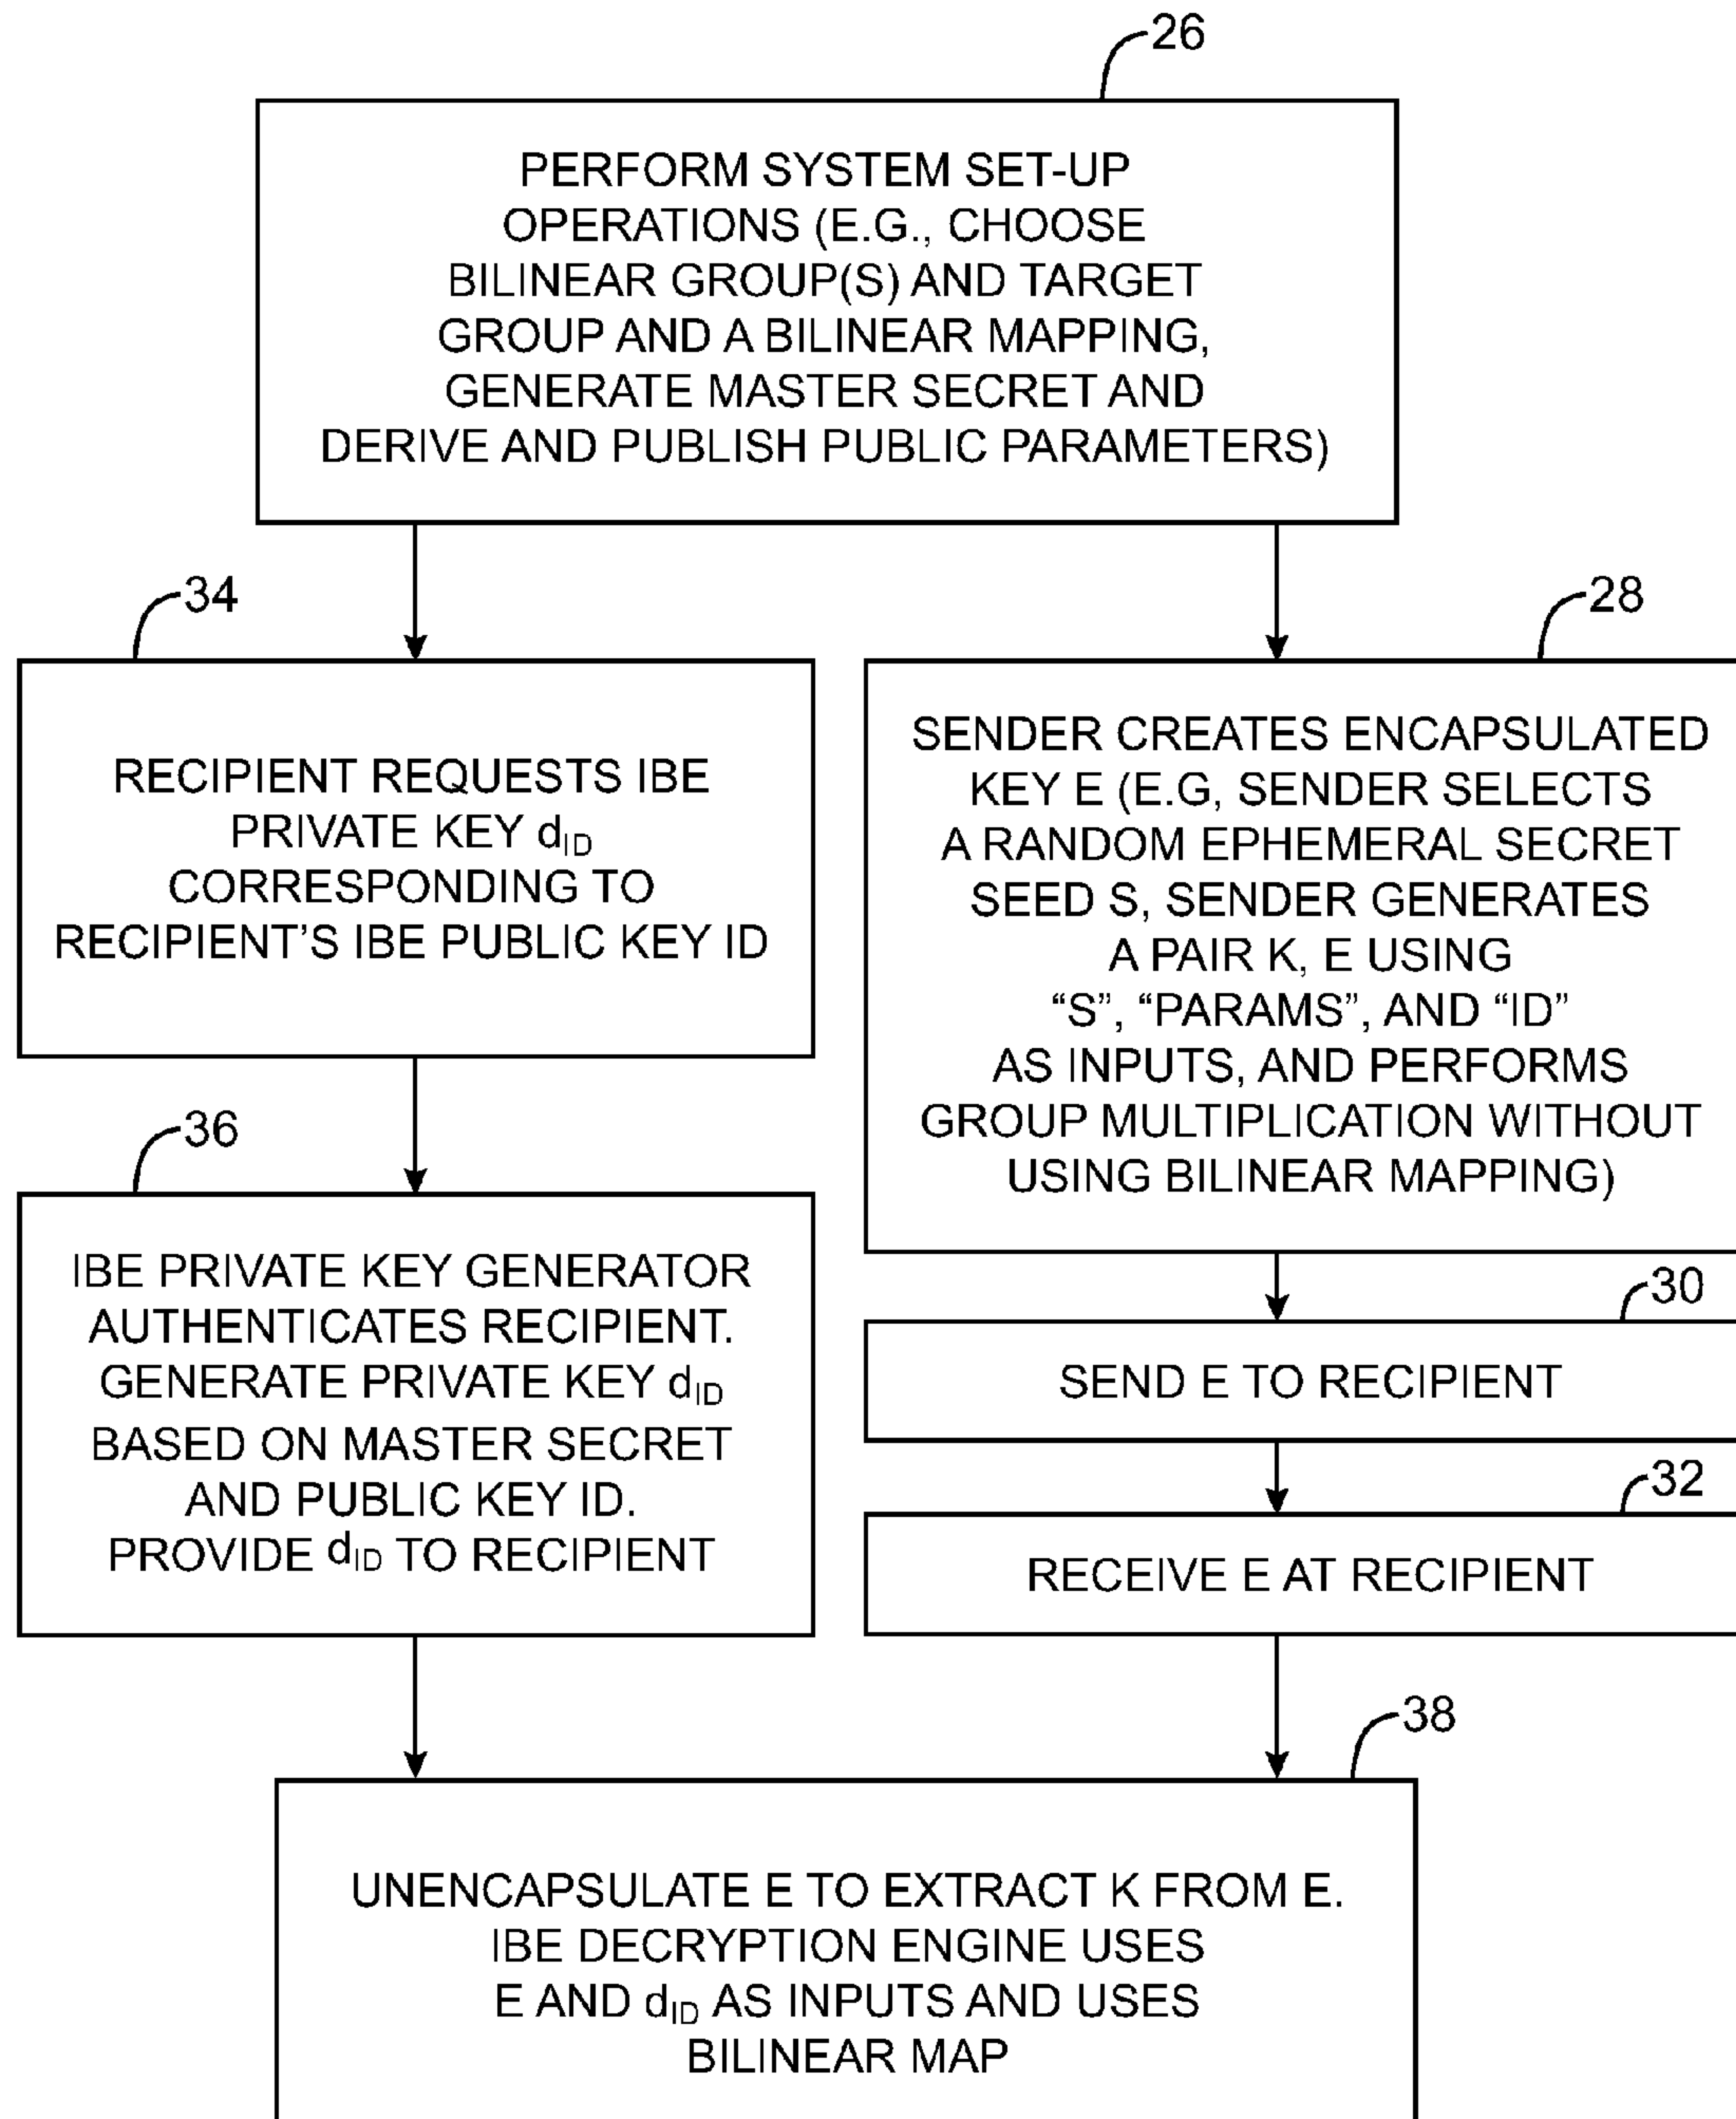 26
PERFORM SYSTEM SET-UP
OPERATIONS (E.G., CHOOSE
BILINEAR GROUP(S) AND TARGET
GROUP AND A BILINEAR MAPPING,
GENERATE MASTER SECRET AND
DERIVE AND PUBLISH PUBLIC PARAMETERS)
34
RECIPIENT REQUESTS IBE
PRIVATE KEY dID
CORRESPONDING TO
RECIPIENT’S IBE PUBLIC KEY ID
36
IBE PRIVATE KEY GENERATOR
AUTHENTICATES RECIPIENT.
GENERATE PRIVATE KEY dID
BASED ON MASTER SECRET
AND PUBLIC KEY ID.
PROVIDE dID TO RECIPIENT
28
SENDER CREATES ENCAPSULATED
KEY E (E.G, SENDER SELECTS
A RANDOM EPHEMERAL SECRET
SEED S, SENDER GENERATES
A PAIR K, E USING
“S”, “PARAMS”, AND “ID”
AS INPUTS, AND PERFORMS
GROUP MULTIPLICATION WITHOUT
USING BILINEAR MAPPING)
30
SEND E TO RECIPIENT
32
RECEIVE E AT RECIPIENT
38
UNENCAPSULATE E TO EXTRACT K FROM E.
IBE DECRYPTION ENGINE USES
E AND dID AS INPUTS AND USES
BILINEAR MAP